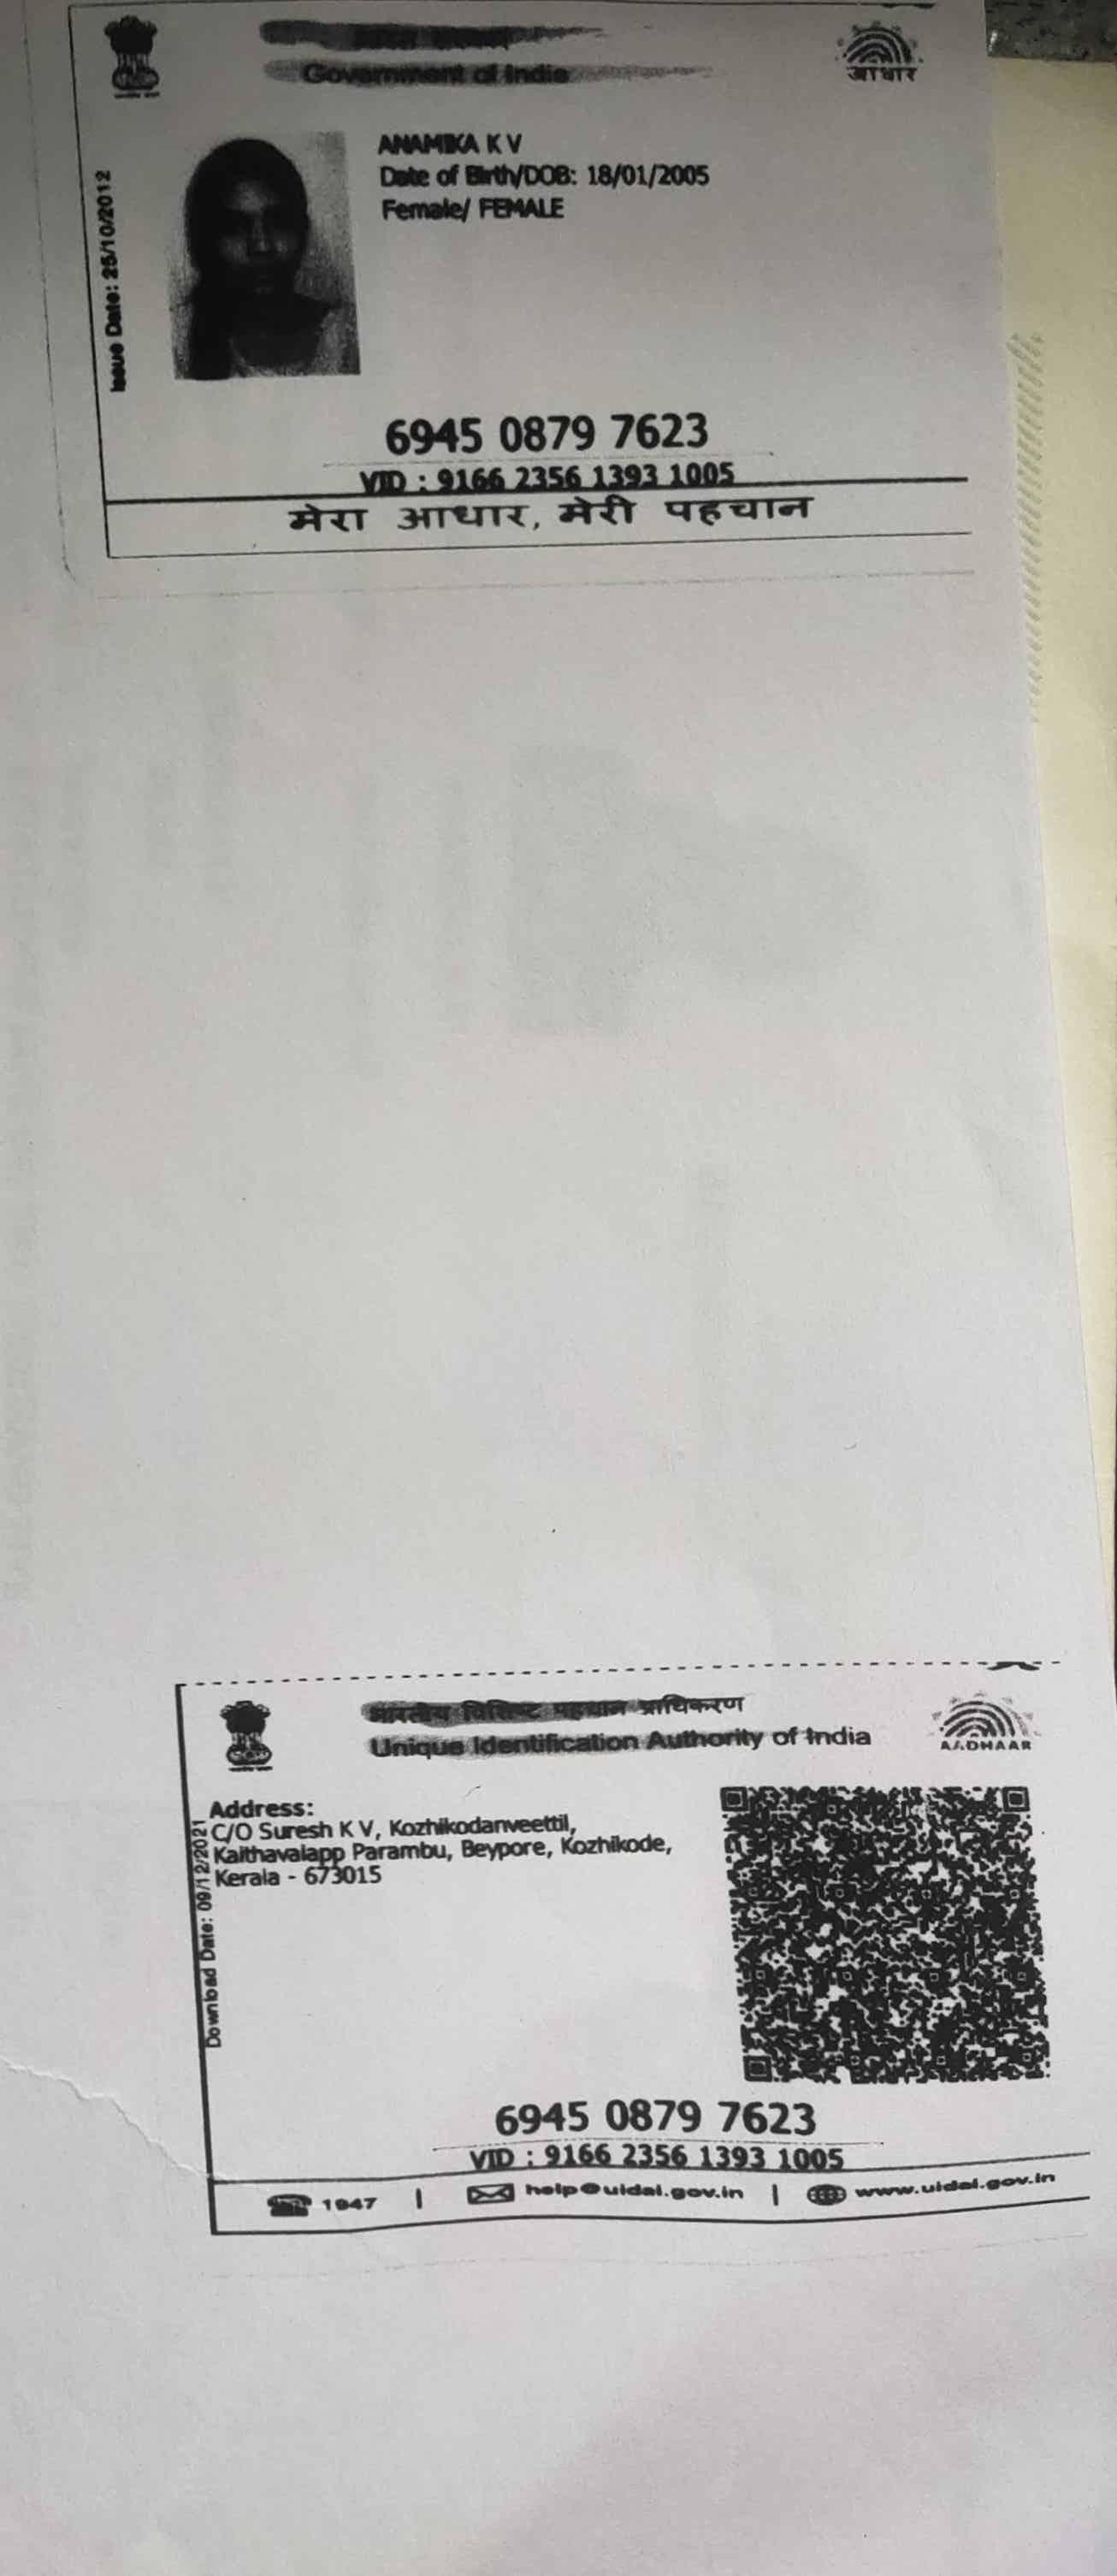 Government of India
आधार
ANAMIKA K V
Date of Birth/DOB: 18/01/2005
Female/ FEMALE
Issue Date: 25/10/2012
6945 0879 7623
VID : 9166 2356 1393 1005
मेरा आधार, मेरी पहचान
भारतीय विशिष्ट पहचान प्राधिकरण
Unique Identification Authority of India
AADHAAR
Address:
C/O Suresh K V, Kozhikodanveettil,
Kaithavalapp Parambu, Beypore, Kozhikode,
Kerala - 673015
Download Date: 09/12/2021
6945 0879 7623
VID : 9166 2356 1393 1005
1947 | help@uidai.gov.in | www.uidai.gov.in